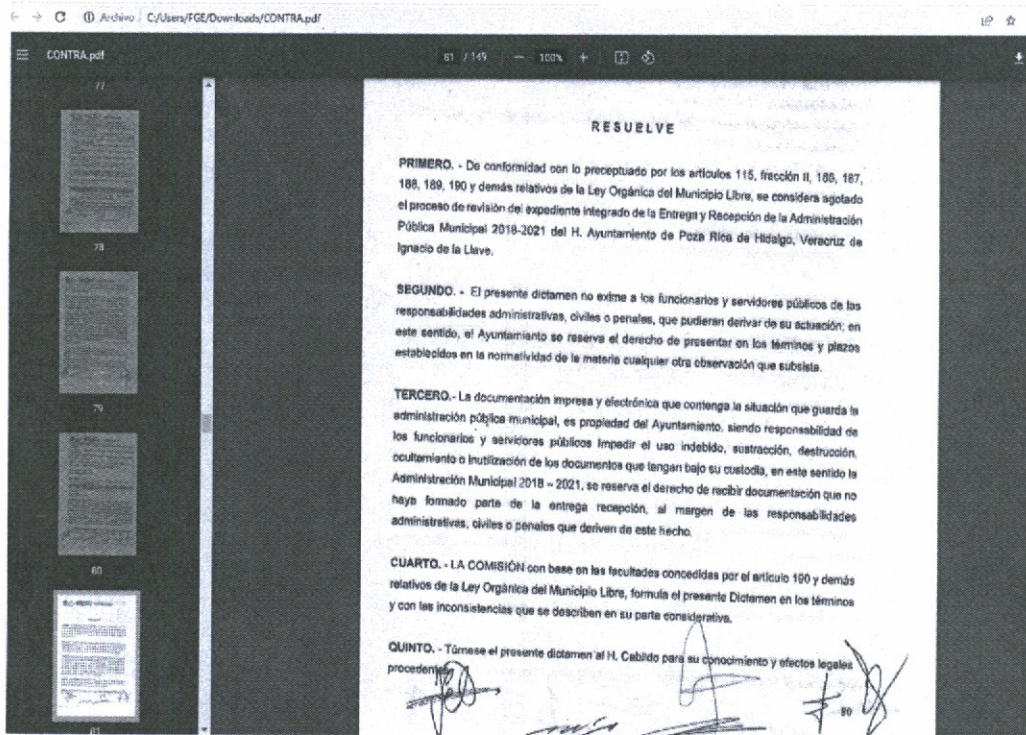 Archivo C:/Users/FGE/Downloads/CONTRA.pdf
CONTRA.pdf
81 / 149
100%
77
78
79
80
81
RESUELVE
PRIMERO. - De conformidad con lo preceptuado por los artículos 115, fracción II, 186, 187,
188, 189, 190 y demás relativos de la Ley Orgánica del Municipio Libre, se considera agotado
el proceso de revisión del expediente integrado de la Entrega y Recepción de la Administración
Pública Municipal 2018-2021 del H. Ayuntamiento de Poza Rica de Hidalgo, Veracruz de
Ignacio de la Llave.
SEGUNDO. - El presente dictamen no exime a los funcionarios y servidores públicos de las
responsabilidades administrativas, civiles o penales, que pudieran derivar de su actuación; en
este sentido, el Ayuntamiento se reserva el derecho de presentar en los términos y plazos
establecidos en la normatividad de la materia cualquier otra observación que subsista.
TERCERO.- La documentación impresa y electrónica que contenga la situación que guarda la
administración pública municipal, es propiedad del Ayuntamiento, siendo responsabilidad de
los funcionarios y servidores públicos impedir el uso indebido, sustracción, destrucción,
ocultamiento o inutilización de los documentos que tengan bajo su custodia, en este sentido la
Administración Municipal 2018 – 2021, se reserva el derecho de recibir documentación que no
haya formado parte de la entrega recepción, al margen de las responsabilidades
administrativas, civiles o penales que deriven de este hecho.
CUARTO. - LA COMISIÓN con base en las facultades concedidas por el artículo 190 y demás
relativos de la Ley Orgánica del Municipio Libre, formula el presente Dictamen en los términos
y con las inconsistencias que se describen en su parte considerativa.
QUINTO. - Túrnese el presente dictamen al H. Cabildo para su conocimiento y efectos legales
procedentes
80